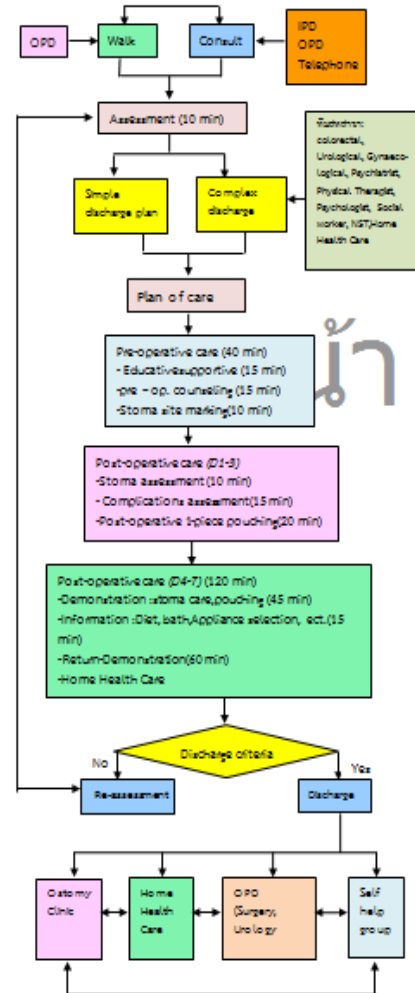 OPD
Walk
Consult
IPD
OPD
Telephone
Assessment (10 min)
colorectal,
Urological, Gynaeco-
logical, Psychiatrist,
Physical Therapist,
Psychologist, Social
worker, NST,Home
Health Care
Simple
discharge plan
Complex
discharge
Plan of care
น้ำ
Pre-operative care (40 min)
- Educativesupportive (15 min)
-pre – op. counseling (15 min)
-Stoma site marking(10 min)
Post-operative care (D1-3)
-Stoma assessment (10 min)
- Complications assessment(15 min)
-Post-operative 1-piece pouching(20 min)
Post-operative care (D4-7) (120 min)
-Demonstration :stoma care,pouching (45 min)
-Information :Diet, bath,Appliance selection, ect.(15
min)
-Return-Demonstration(60 min)
-Home Health Care
Discharge criteria
No
Yes
Re-assessment
Discharge
Ostomy
Clinic
Home
Health
Care
OPD
(Surgery,
Urology
Self
help
group